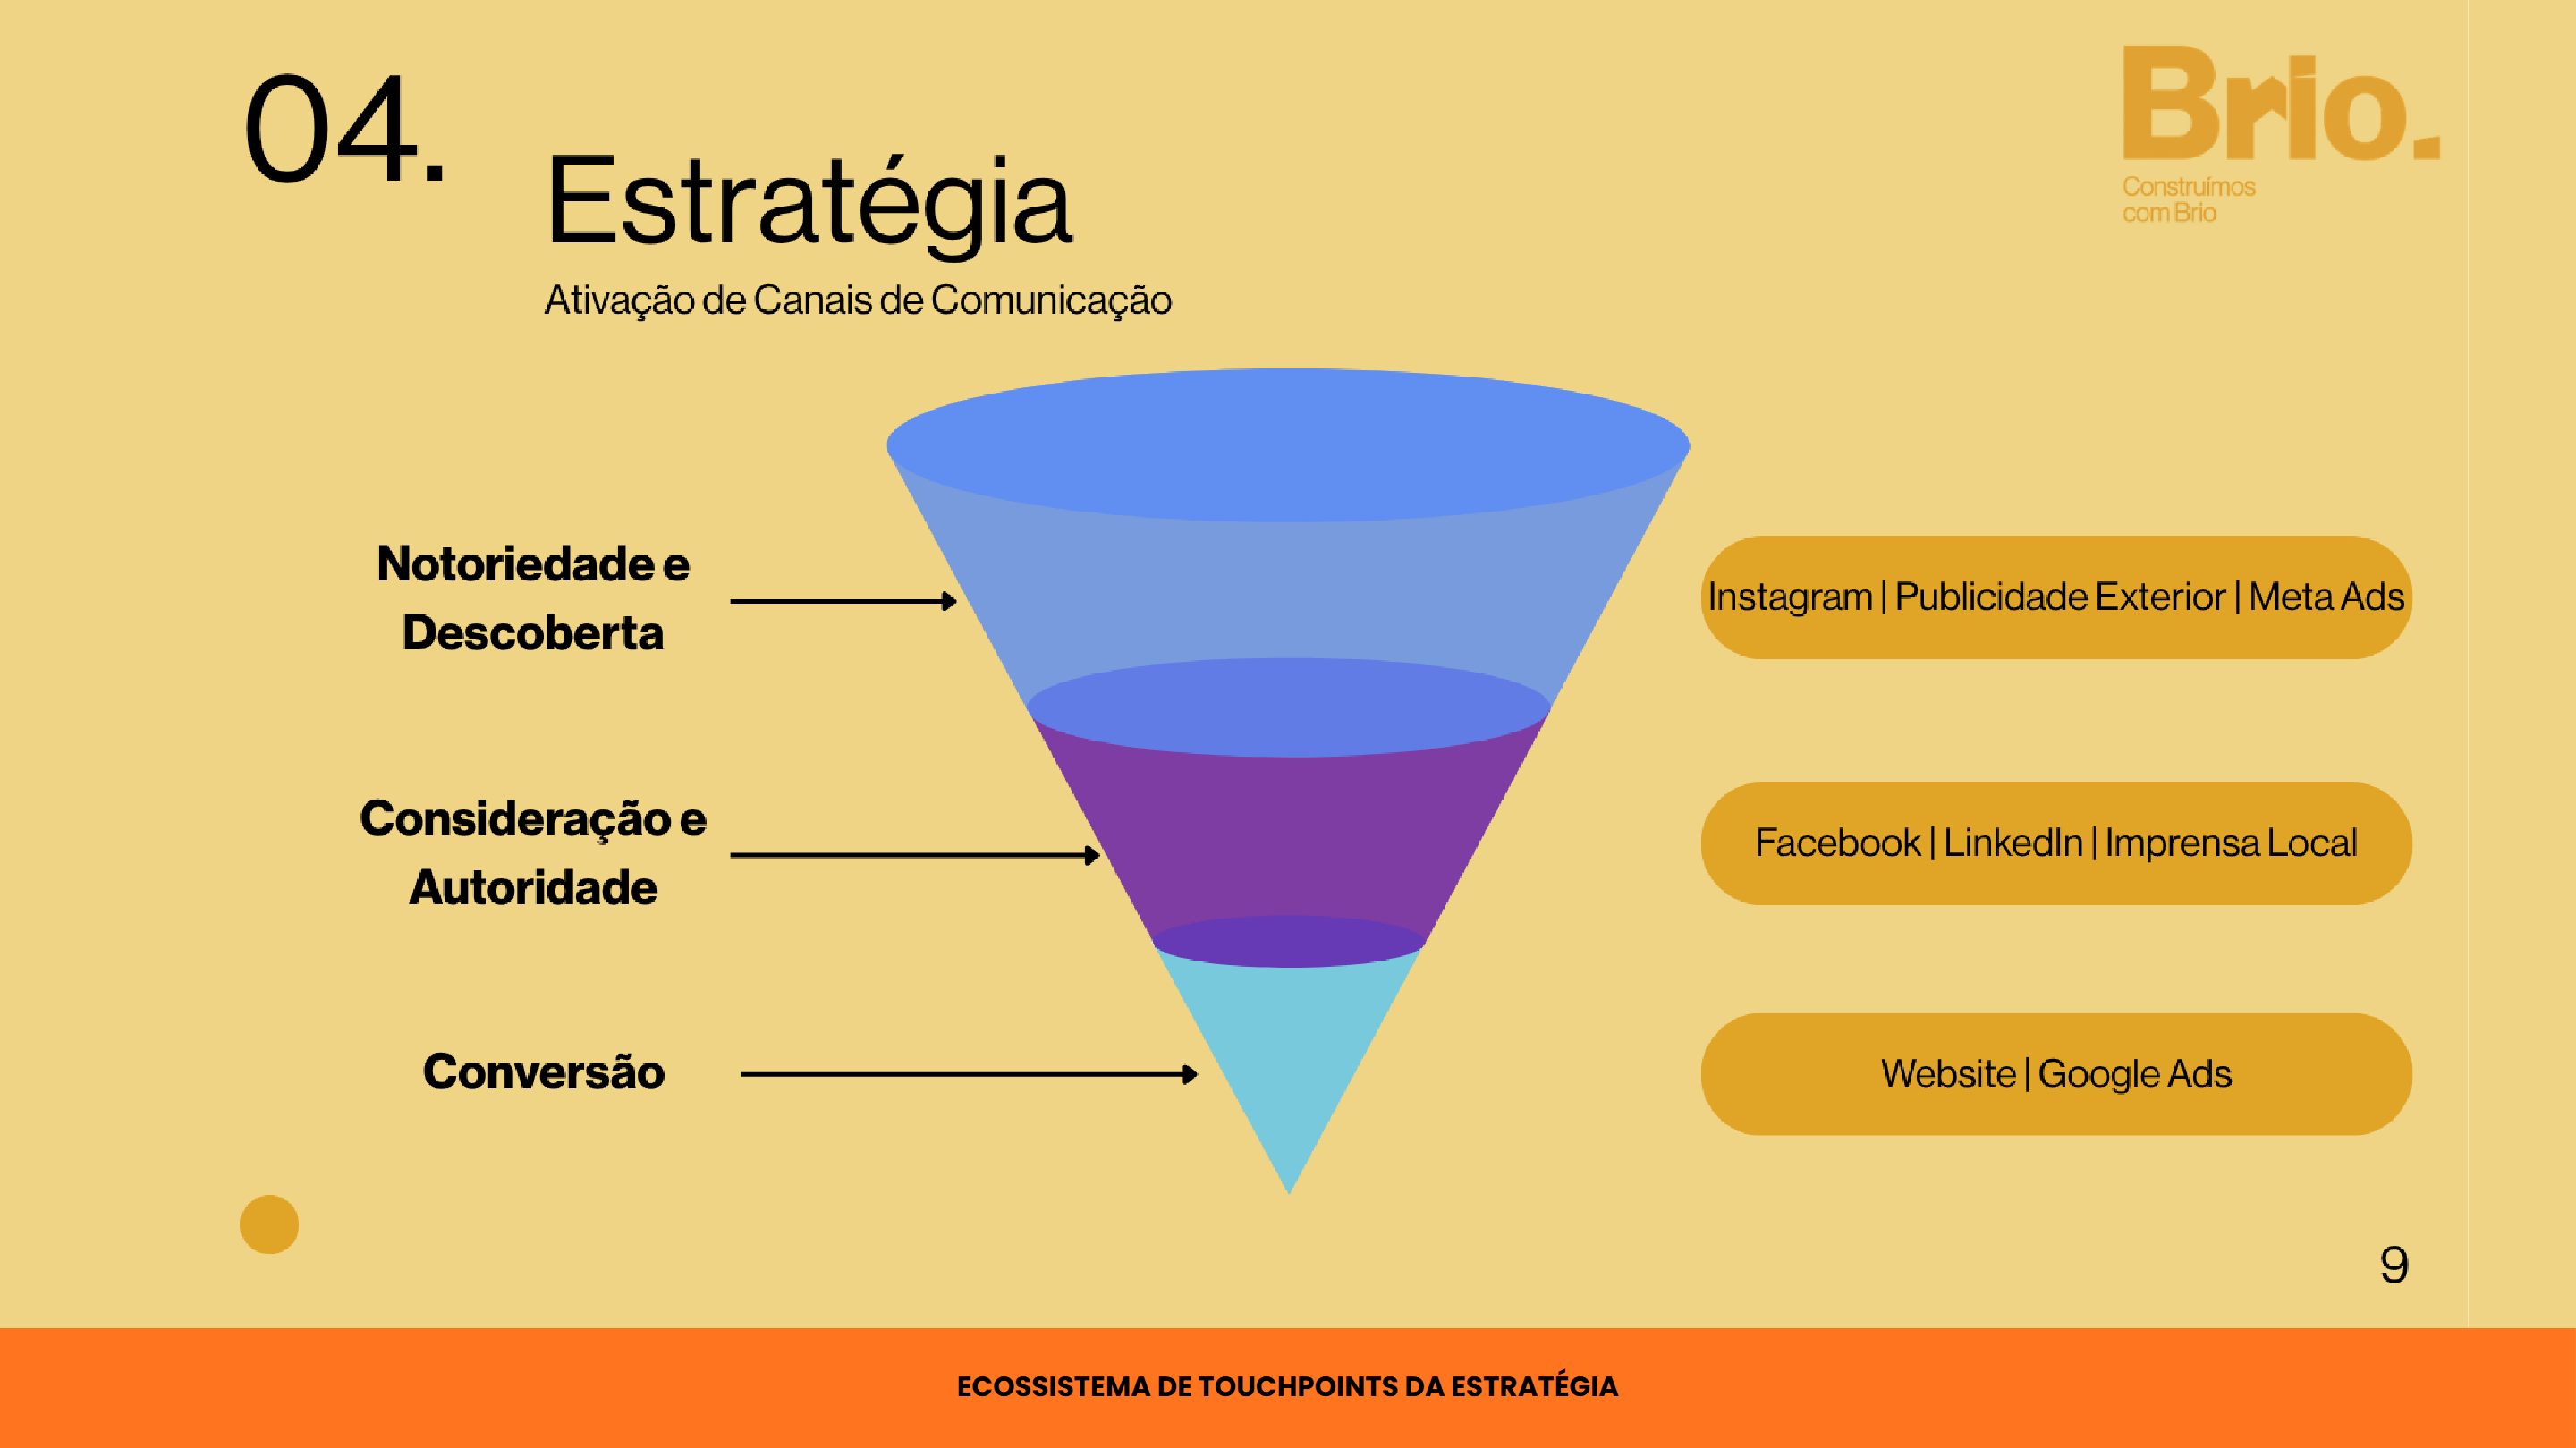 04.
Estratégia
Ativação de Canais de Comunicação
Brio.
Construímos
com Brio
Notoriedade e
Descoberta
Instagram | Publicidade Exterior | Meta Ads
Consideração e
Autoridade
Facebook | LinkedIn | Imprensa Local
Conversão
Website | Google Ads
9
ECOSSISTEMA DE TOUCHPOINTS DA ESTRATÉGIA